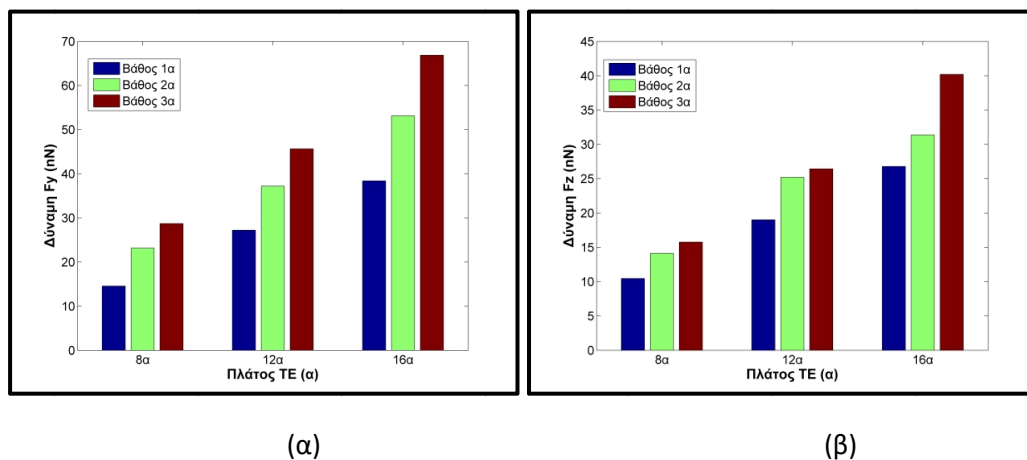 70
60
50
40
30
20
10
0
Δύναμη Fy (nN)
Βάθος 1α
Βάθος 2α
Βάθος 3α
8α
12α
16α
Πλάτος ΤΕ (α)
(α)
45
40
35
30
25
20
15
10
5
0
Δύναμη Fz (nN)
Βάθος 1α
Βάθος 2α
Βάθος 3α
8α
12α
16α
Πλάτος ΤΕ (α)
(β)